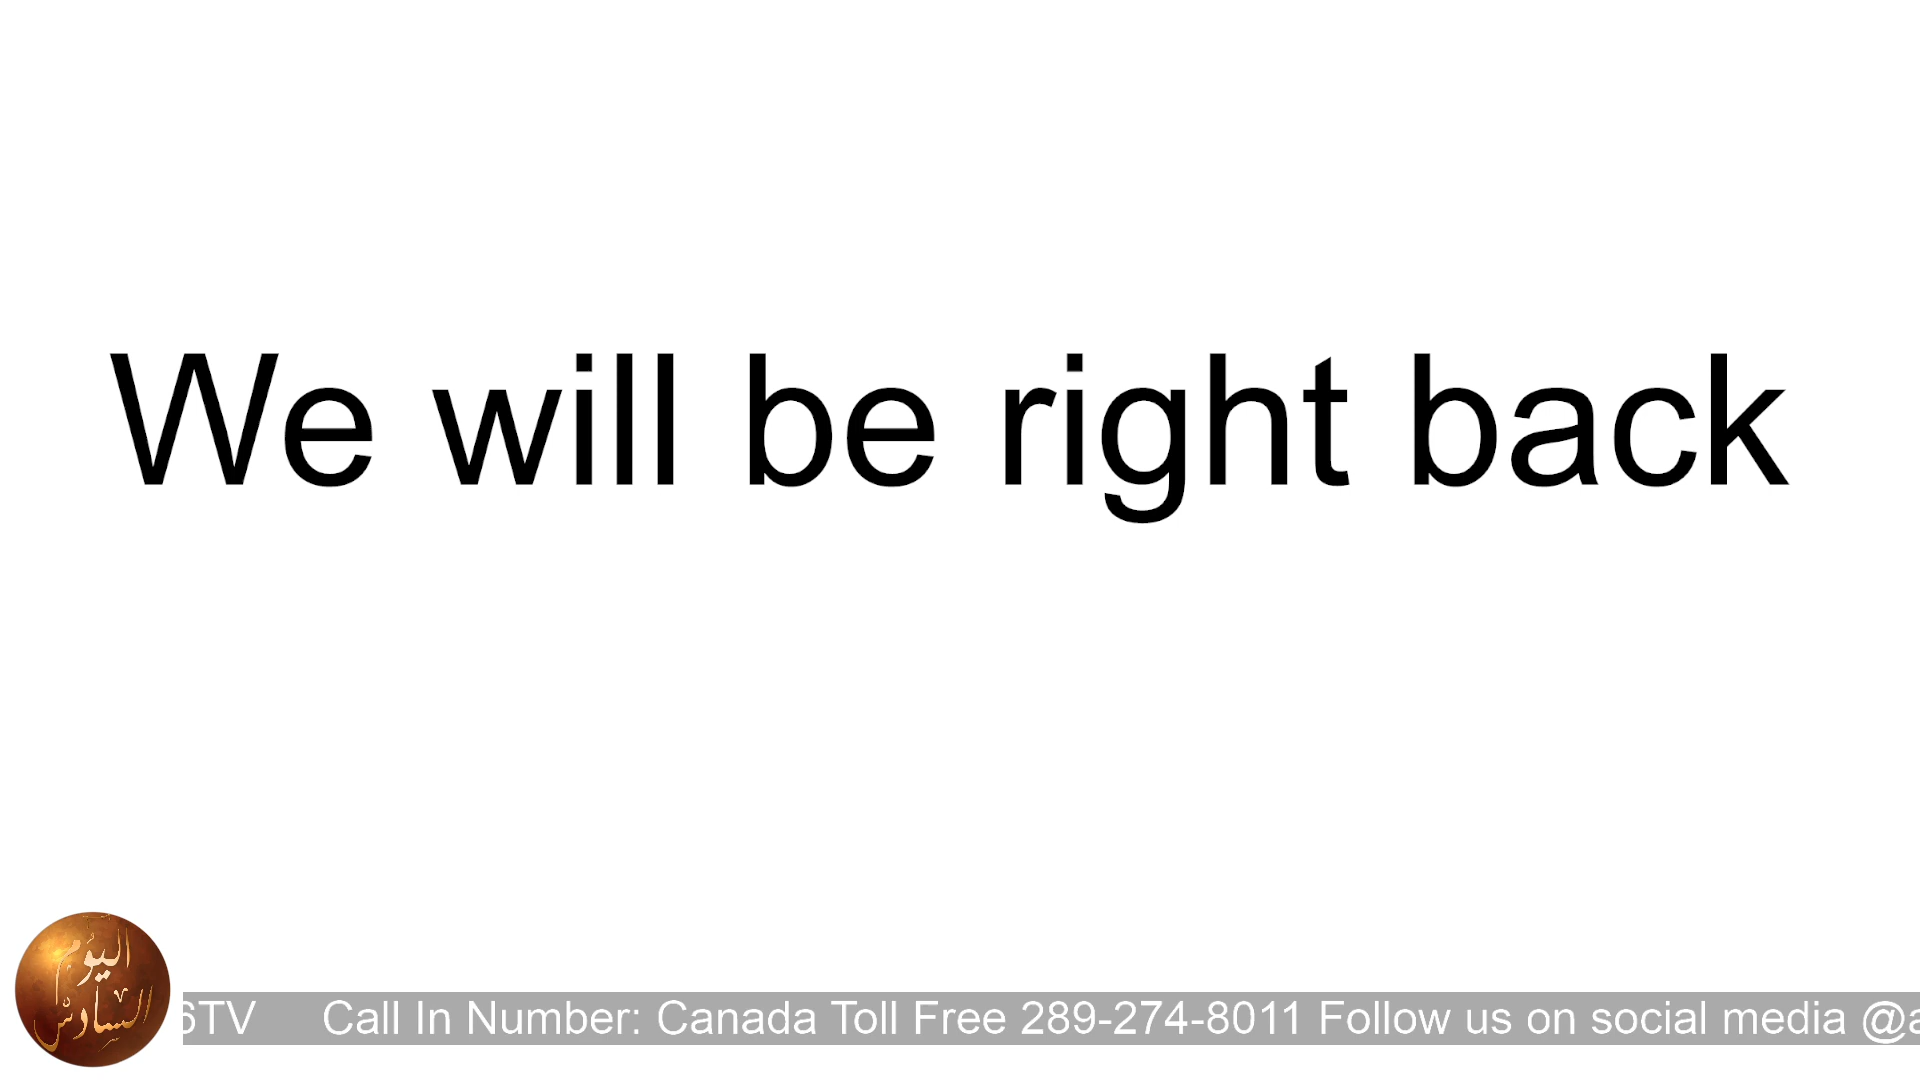 We will be right back
اليوم
السادس
6TV Call In Number: Canada Toll Free 289-274-8011 Follow us on social media @a